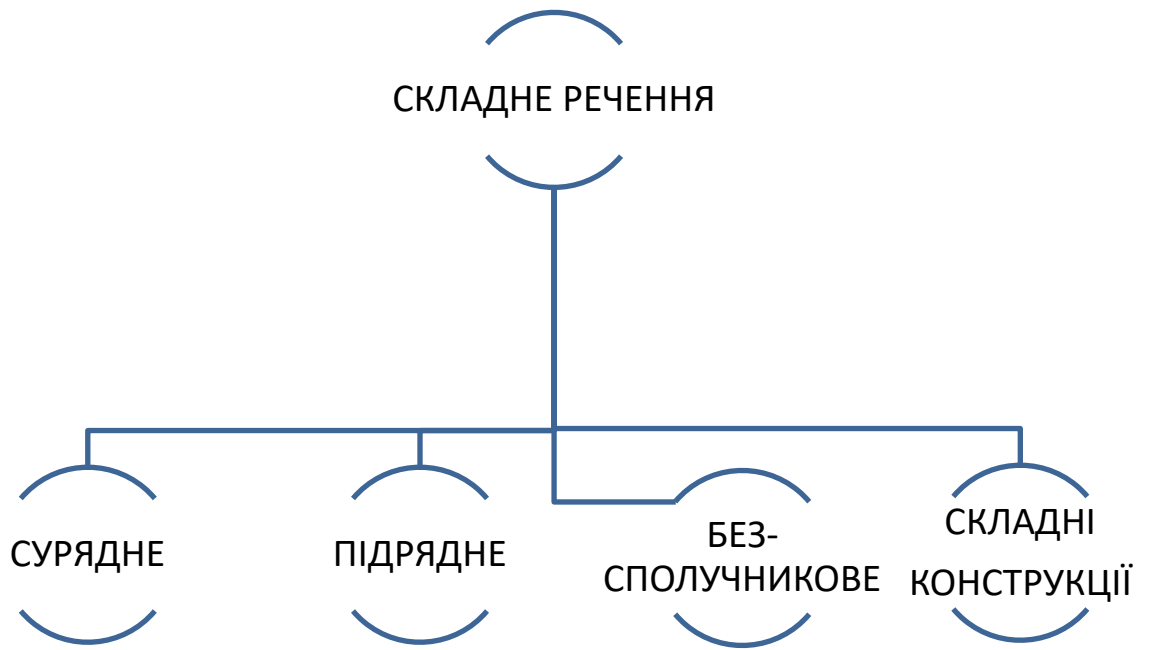 СКЛАДНЕ РЕЧЕННЯ
СУРЯДНЕ
ПІДРЯДНЕ
БЕЗ-
СПОЛУЧНИКОВЕ
СКЛАДНІ
КОНСТРУКЦІЇ